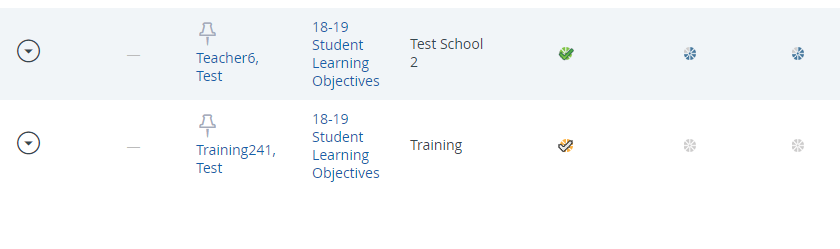 Teacher6,
Test
18-19
Student
Learning
Objectives
Test School
2
Training241,
Test
18-19
Student
Learning
Objectives
Training